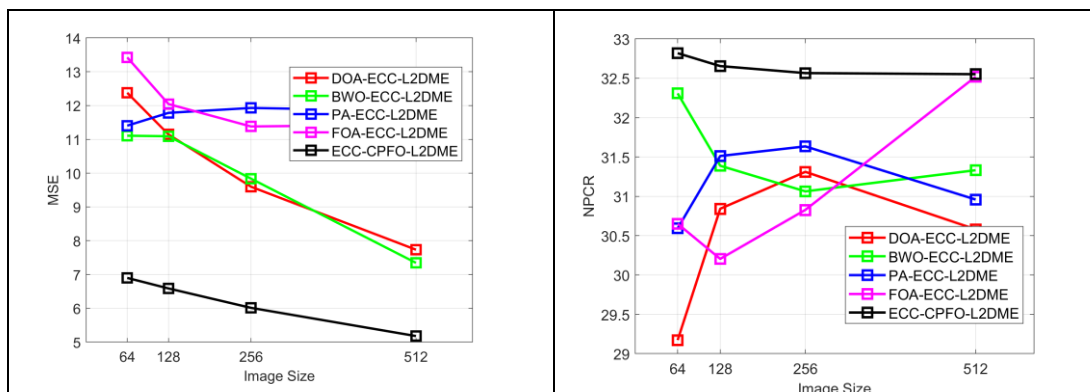 14
13
12
11
10
9
8
7
6
5
MSE
64
128
256
512
Image Size
DOA-ECC-L2DME
BWO-ECC-L2DME
PA-ECC-L2DME
FOA-ECC-L2DME
ECC-CPFO-L2DME
33
32.5
32
31.5
31
30.5
30
29.5
29
NPCR
64
128
256
512
Image Size
DOA-ECC-L2DME
BWO-ECC-L2DME
PA-ECC-L2DME
FOA-ECC-L2DME
ECC-CPFO-L2DME